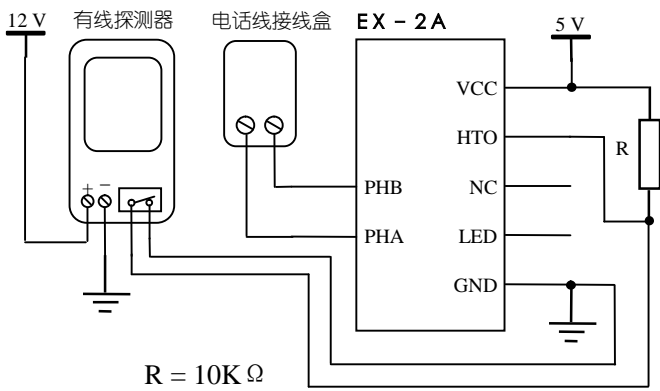 12 V
有线探测器
电话线接线盒
EX-2A
5 V
VCC
HTO
R
PHB
NC
+ -
PHA
LED
GND
R = 10K Ω